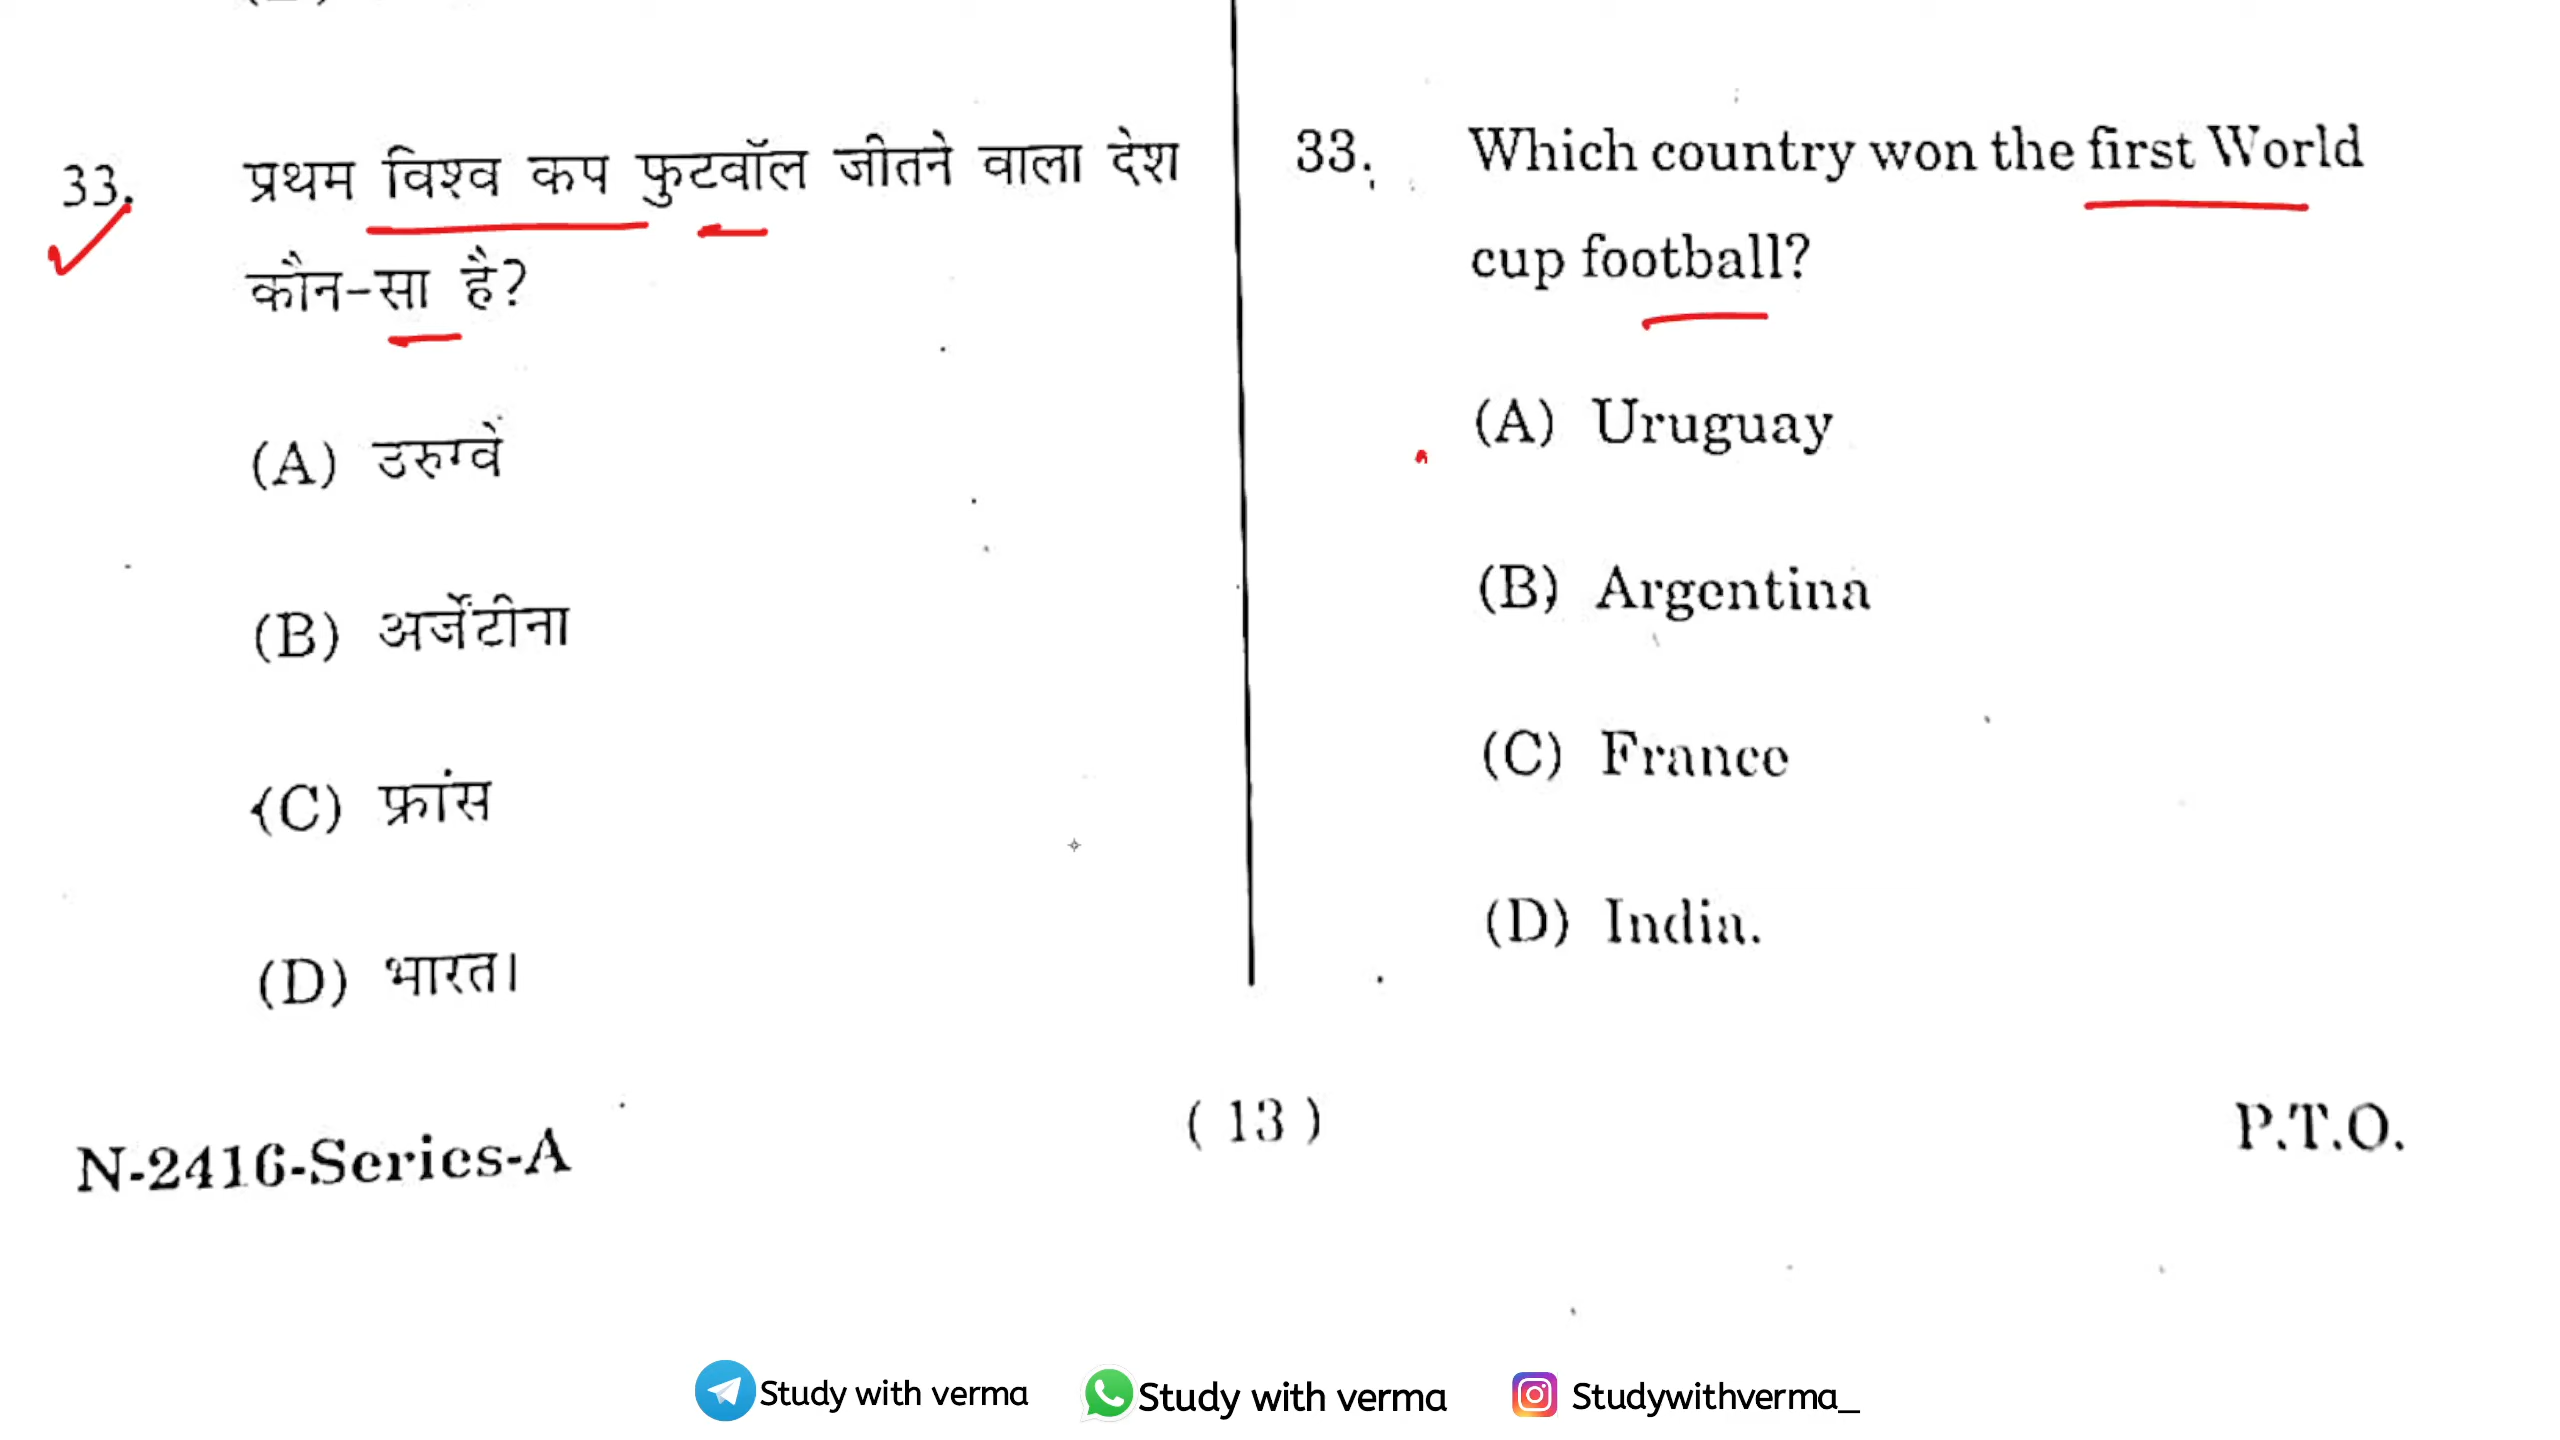 33. प्रथम विश्व कप फुटवॉल जीतने वाला देश
कौन-सा है?
(A) उरुग्वे
(B) अर्जेंटीना
(C) फ्रांस
(D) भारत।
33. Which country won the first World
cup football?
(A) Uruguay
(B) Argentina
(C) France
(D) India.
N-2416-Series-A
( 13 )
P.T.O.
Study with verma
Study with verma
Studywithverma_